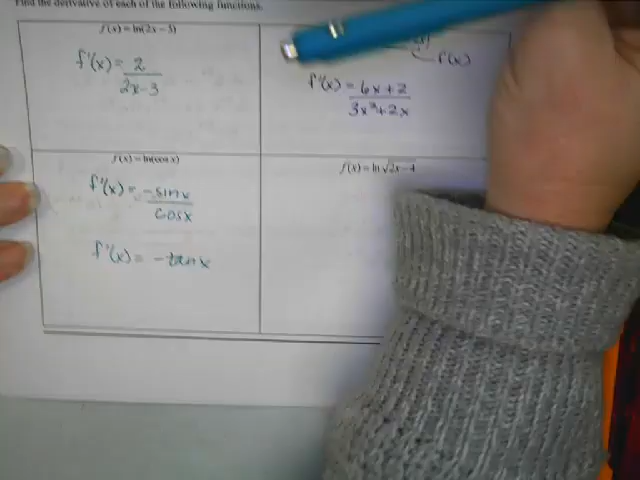 Find the derivative of each of the following functions.
f(x) = ln(2x − 3)
f'(x) = 2
2x-3
f(x)
f'(x) = 6x + 2
3x²+2x
f(x) = ln(cos x)
f'(x) = -sin x
cos x
f'(x) = -tan x
f(x) = ln √2x − 4